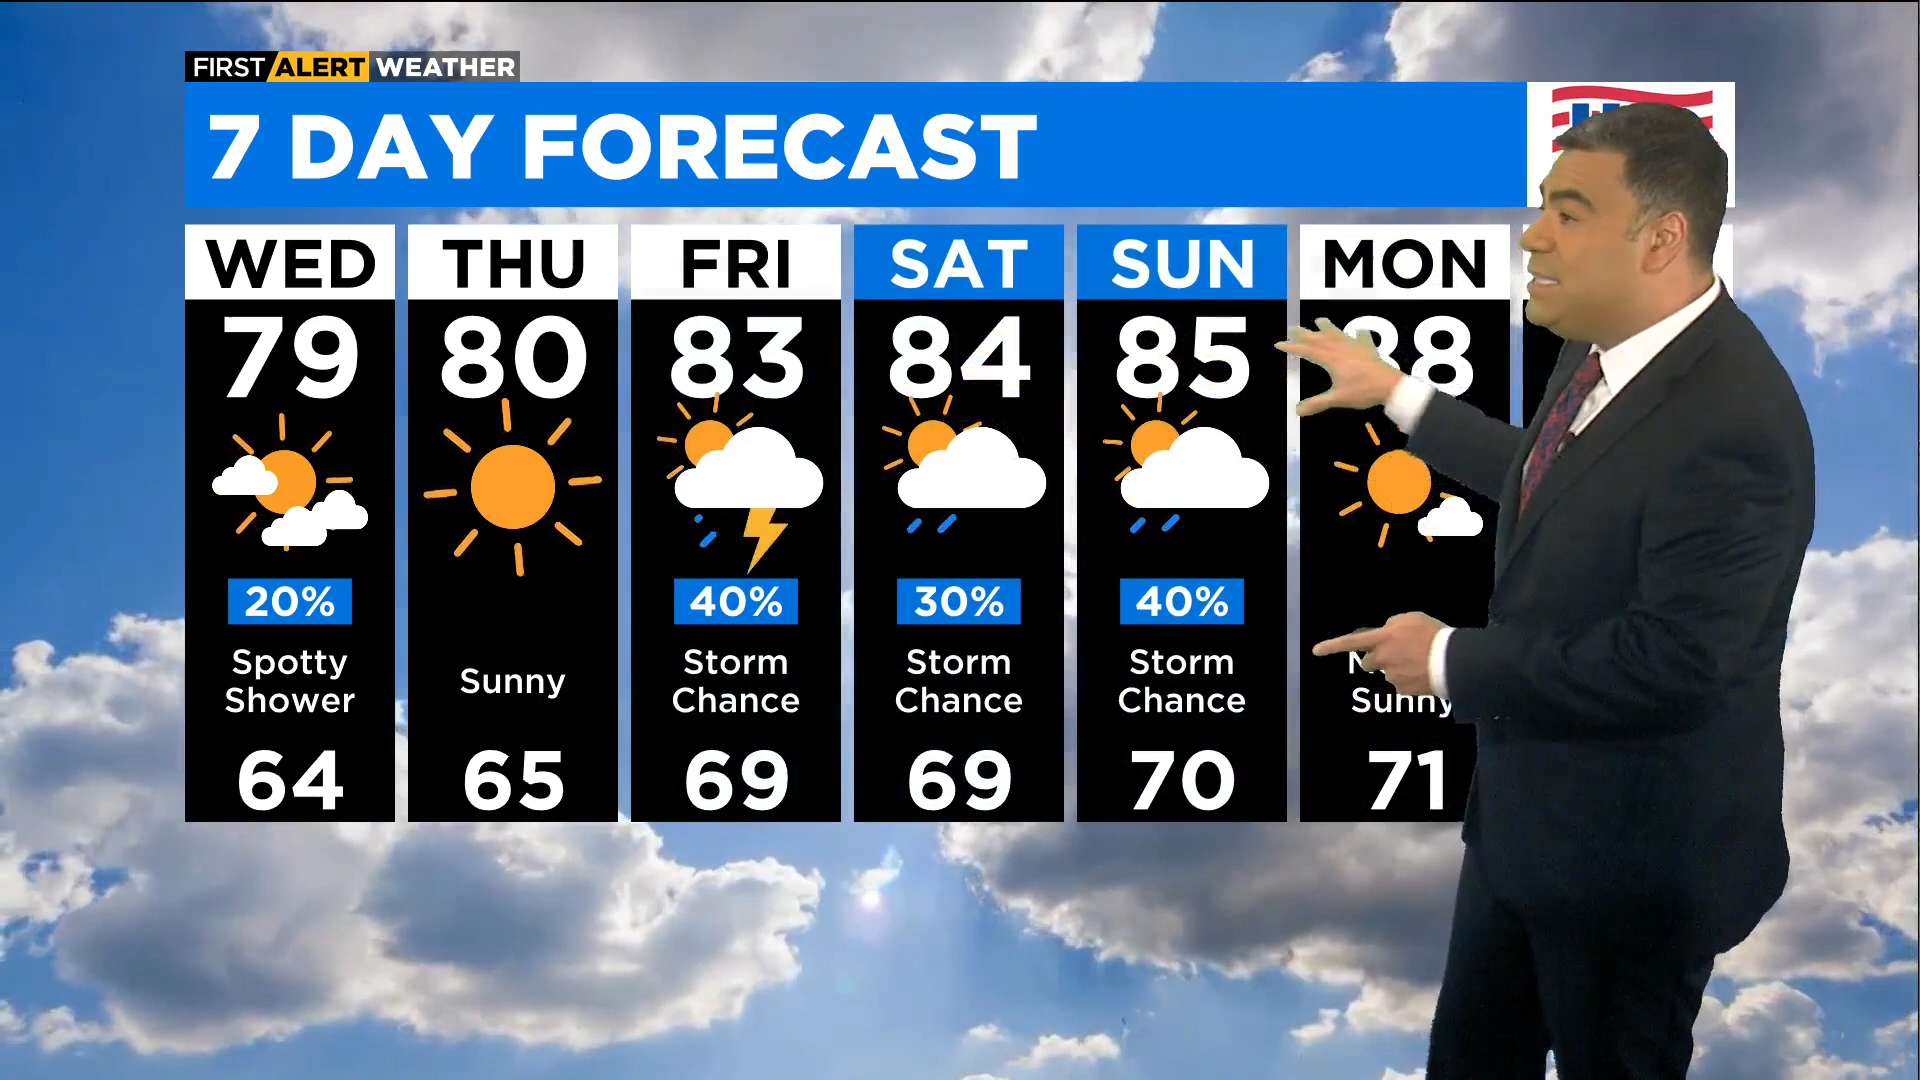 FIRST ALERT WEATHER
7 DAY FORECAST
WED
79
20%
Spotty
Shower
64
THU
80
Sunny
65
FRI
83
40%
Storm
Chance
69
SAT
84
30%
Storm
Chance
69
SUN
85
40%
Storm
Chance
70
MON
88
Sunny
71